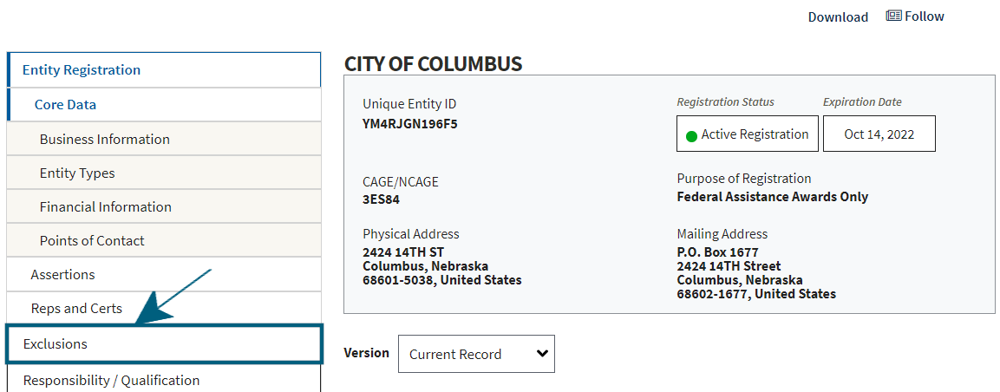 Download Follow
Entity Registration
Core Data
Business Information
Entity Types
Financial Information
Points of Contact
Assertions
Reps and Certs
Exclusions
Responsibility / Qualification
CITY OF COLUMBUS
Unique Entity ID
YM4RJGN196F5
Registration Status
Active Registration
Expiration Date
Oct 14, 2022
CAGE/NCAGE
3ES84
Purpose of Registration
Federal Assistance Awards Only
Physical Address
2424 14TH ST
Columbus, Nebraska
68601-5038, United States
Mailing Address
P.O. Box 1677
2424 14TH Street
Columbus, Nebraska
68602-1677, United States
Version Current Record